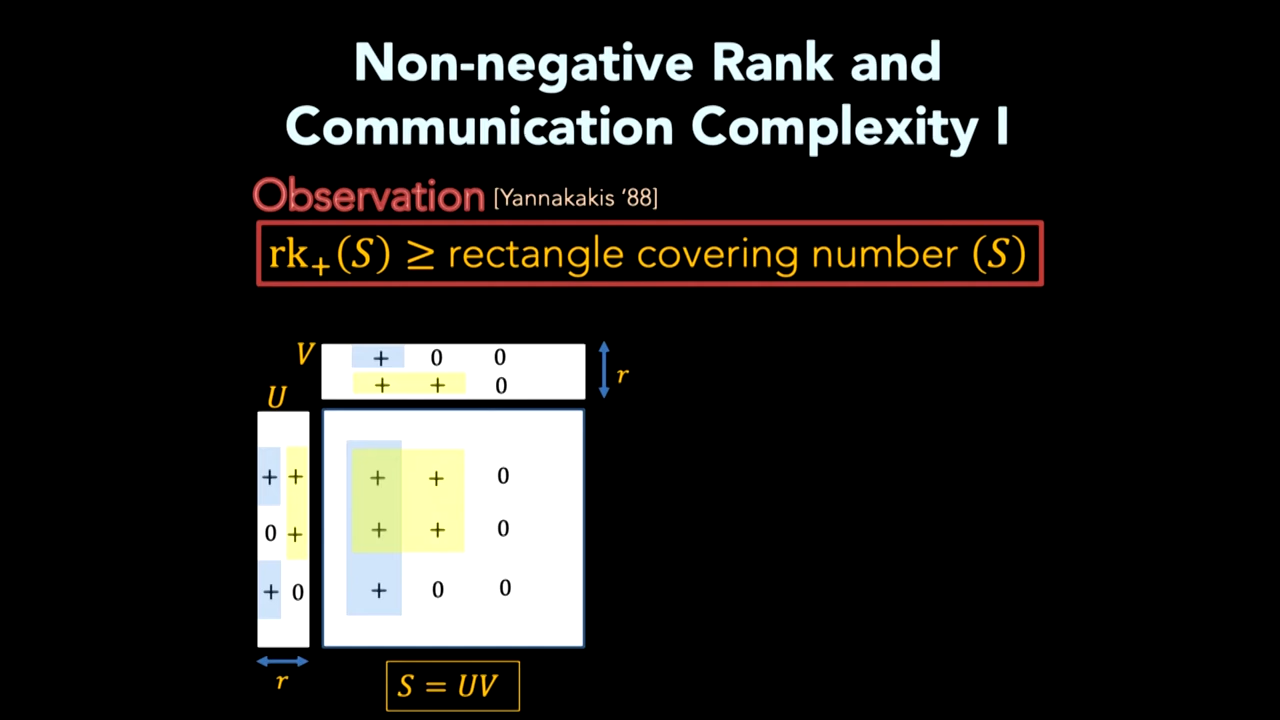 Non-negative Rank and
Communication Complexity I
Observation [Yannakakis ‘88]
rk₊(S) ≥ rectangle covering number (S)
V + 0 0
+ + 0 r
U
+ + + + 0
0 + + + 0
+ 0 + 0 0
r
S = UV